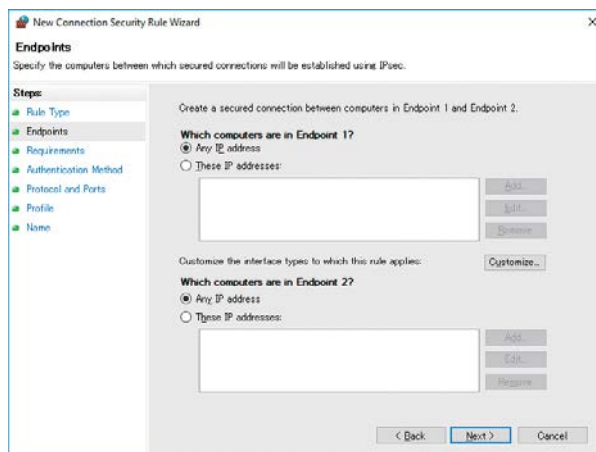 New Connection Security Rule Wizard
Endpoints
Specify the computers between which secured connections will be established using IPsec.
Steps:
Rule Type
Endpoints
Requirements
Authentication Method
Protocol and Ports
Profile
Name
Create a secured connection between computers in Endpoint 1 and Endpoint 2.
Which computers are in Endpoint 1?
Any IP address
These IP addresses:
Add...
Edit...
Remove
Customize the interface types to which this rule applies:
Customize...
Which computers are in Endpoint 2?
Any IP address
These IP addresses:
Add...
Edit...
Remove
< Back
Next >
Cancel